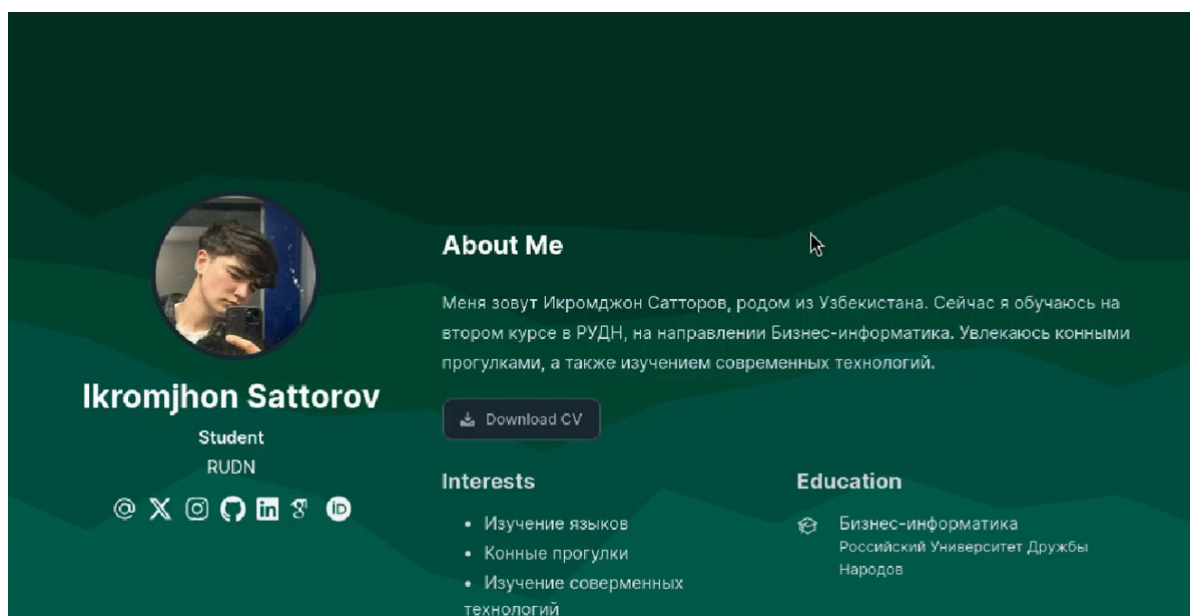 About Me
Меня зовут Икромджон Сатторов, родом из Узбекистана. Сейчас я обучаюсь на
втором курсе в РУДН, на направлении Бизнес-информатика. Увлекаюсь конными
прогулками, а также изучением современных технологий.
Download CV
Ikromjhon Sattorov
Student
RUDN
Interests
• Изучение языков
• Конные прогулки
• Изучение соверменных
технологий
Education
Бизнес-информатика
Российский Университет Дружбы
Народов